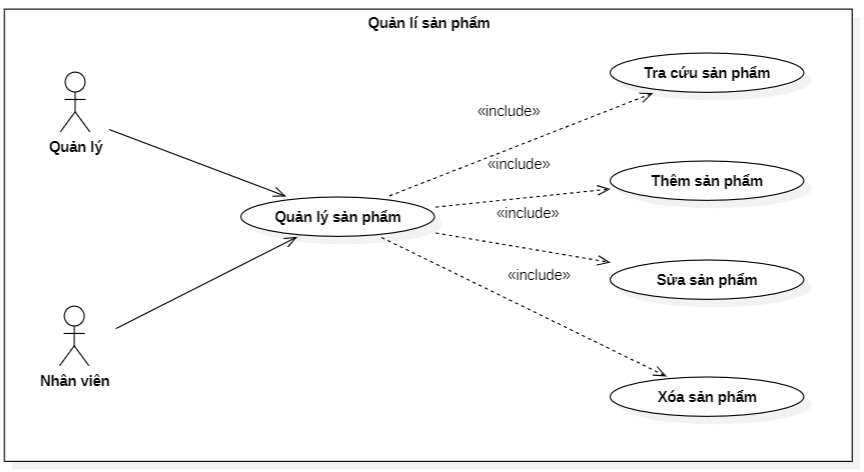 Quản lí sản phẩm
Tra cứu sản phẩm
«include»
Quản lý
«include»
Thêm sản phẩm
Quản lý sản phẩm
«include»
«include»
Sửa sản phẩm
Nhân viên
Xóa sản phẩm